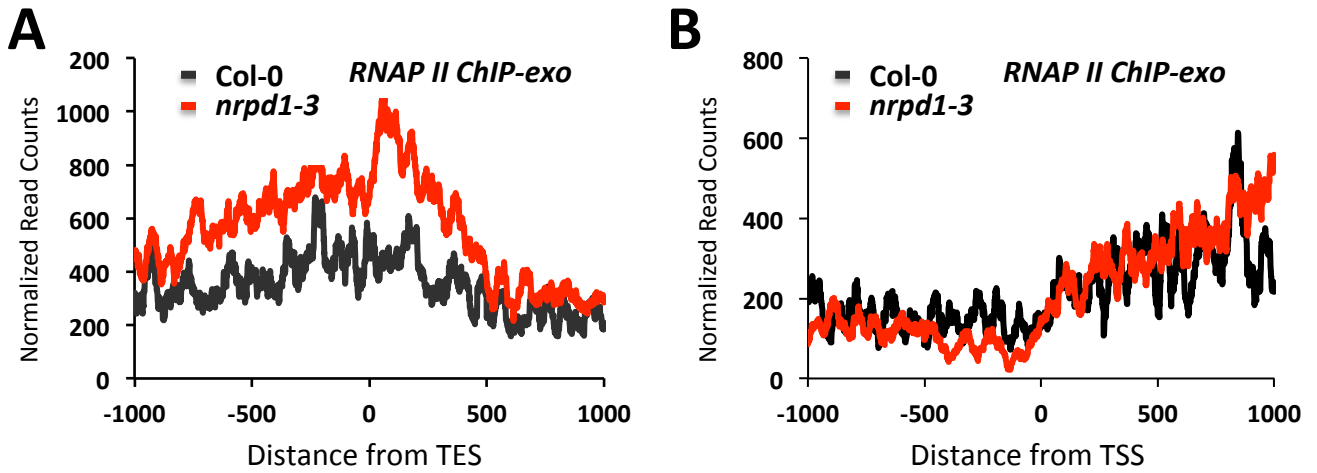 A
Normalized Read Counts
200
1000
800
600
400
200
0
Col-0
nrpd1-3
RNAP II ChIP-exo
-1000
-500
0
500
1000
Distance from TES
B
Normalized Read Counts
800
600
400
200
0
Col-0
nrpd1-3
RNAP II ChIP-exo
-1000
-500
0
500
1000
Distance from TSS